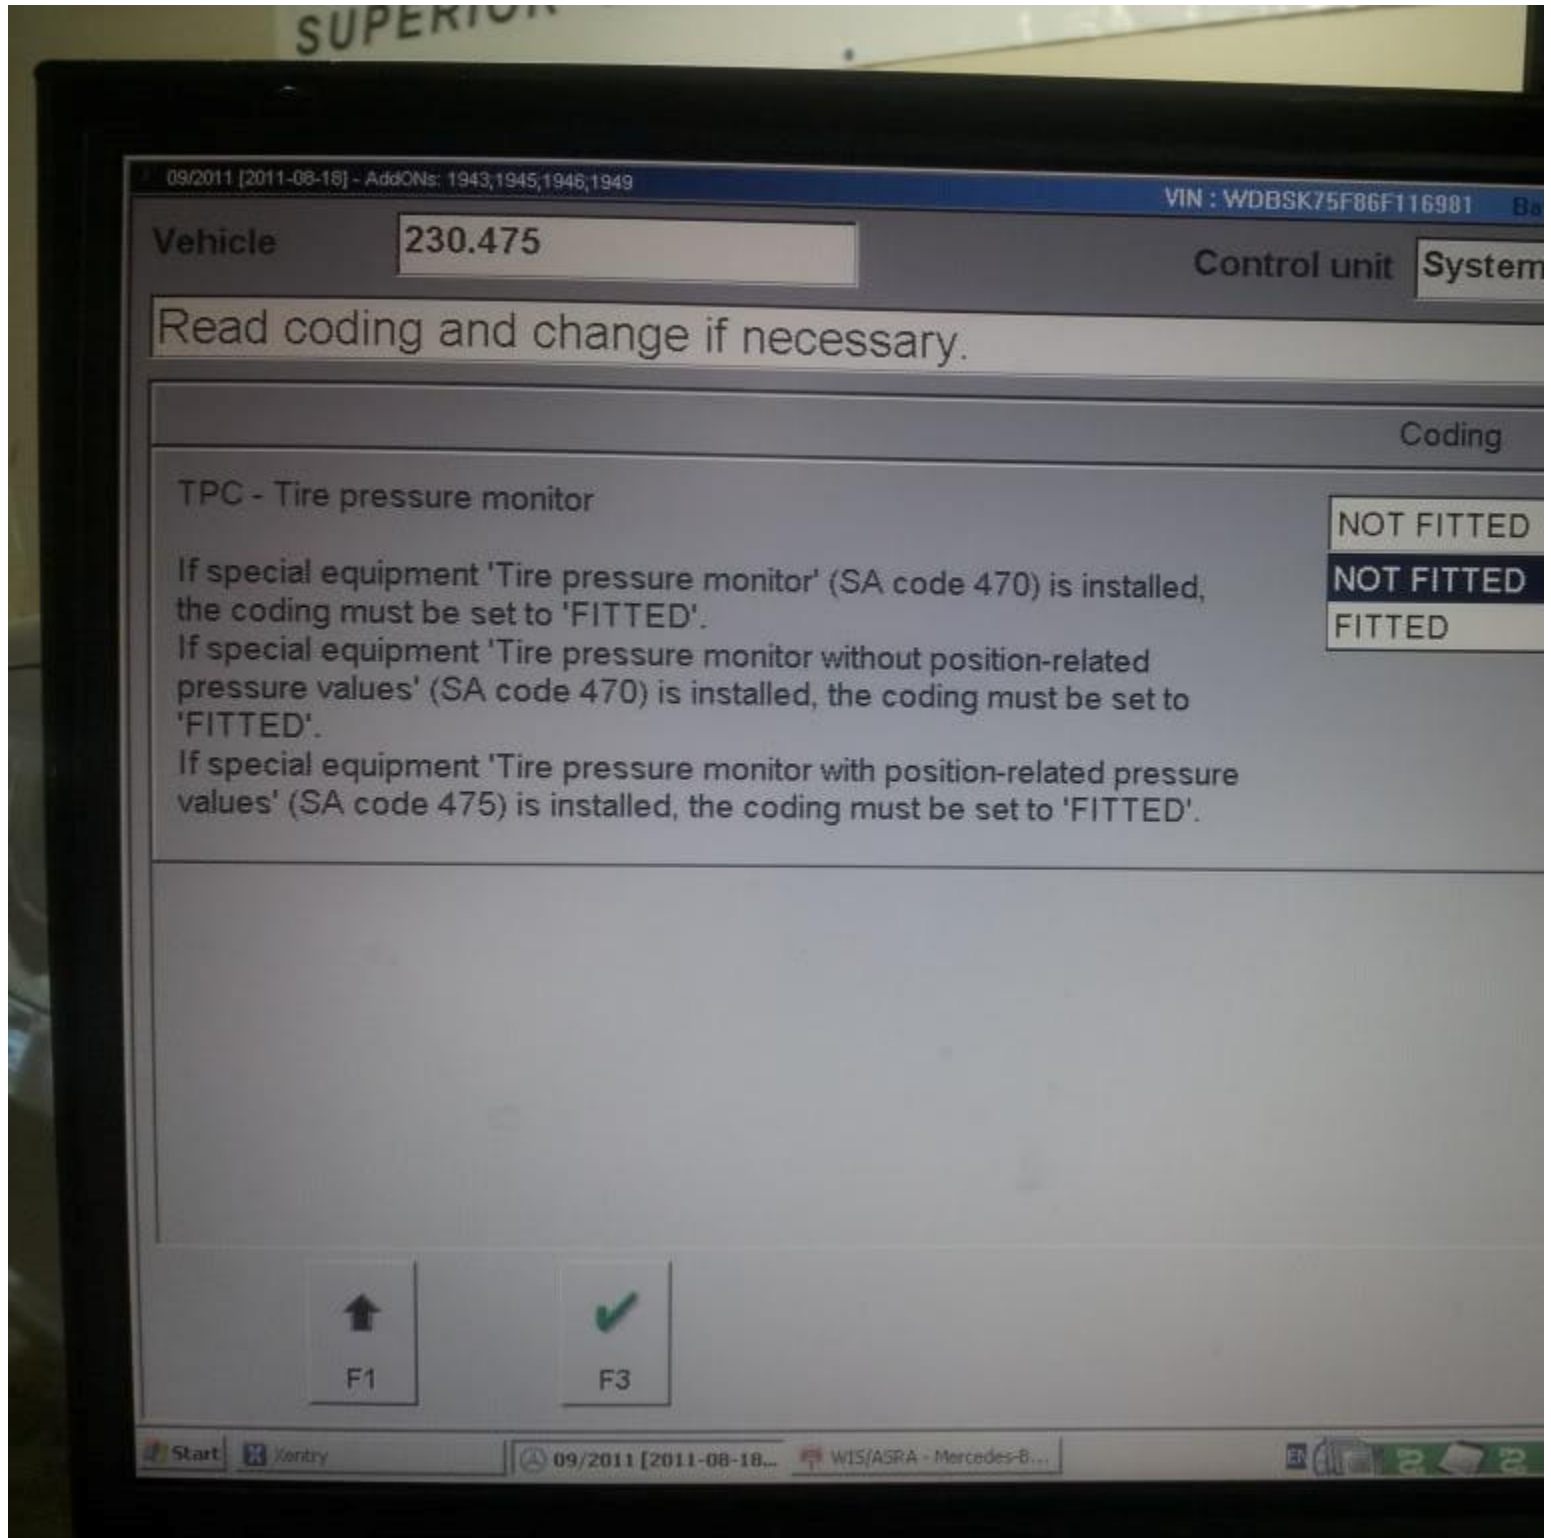 SUPERIOR
09/2011 [2011-08-18] - AddONs: 1943,1945,1946,1949
VIN : WDBSK75F86F116981 Ba
Vehicle 230.475 Control unit System
Read coding and change if necessary.
Coding
TPC - Tire pressure monitor
NOT FITTED
If special equipment 'Tire pressure monitor' (SA code 470) is installed,
NOT FITTED
the coding must be set to 'FITTED'.
FITTED
If special equipment 'Tire pressure monitor without position-related
pressure values' (SA code 470) is installed, the coding must be set to
'FITTED'.
If special equipment 'Tire pressure monitor with position-related pressure
values' (SA code 475) is installed, the coding must be set to 'FITTED'.
F1 F3
Start Xentry 09/2011 [2011-08-18... WIS/ASRA - Mercedes-B... EN